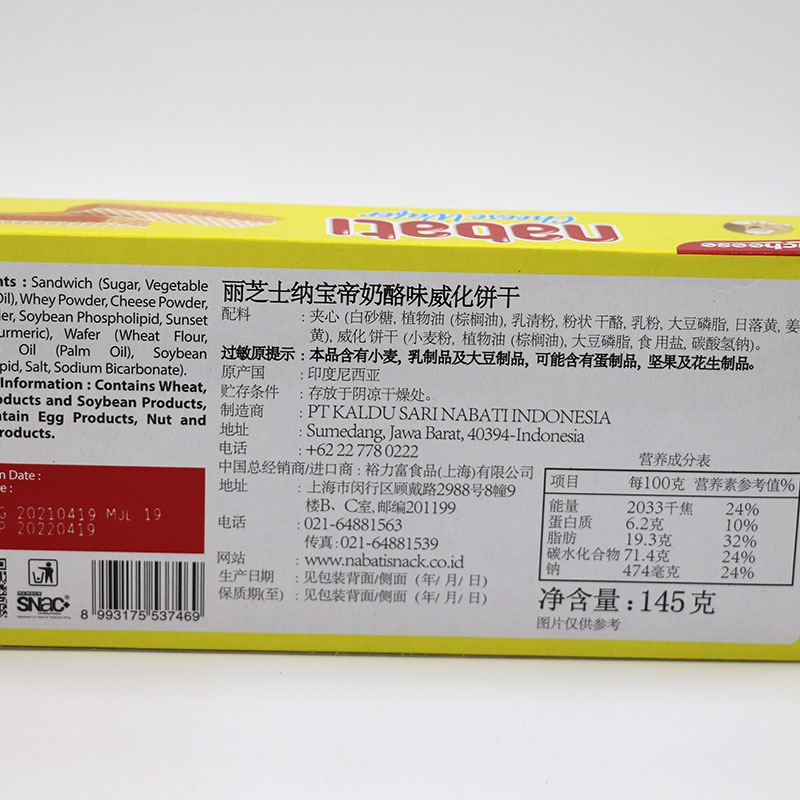 nabati
Cheese Wafer
cheese
nts : Sandwich (Sugar, Vegetable
Oil), Whey Powder, Cheese Powder,
der, Soybean Phospholipid, Sunset
Turmeric), Wafer (Wheat Flour,
Oil (Palm Oil), Soybean
pid, Salt, Sodium Bicarbonate).
Information : Contains Wheat,
oducts and Soybean Products,
ntain Egg Products, Nut and
roducts.
n Date :
e :
G 20210419 MJL 19
P 20220419
MEMBER
SNac
8 993175 537469
丽芝士纳宝帝奶酪味威化饼干
配料 : 夹心 (白砂糖, 植物油 (棕榈油), 乳清粉, 粉状干酪, 乳粉, 大豆磷脂, 日落黄, 姜
黄), 威化饼干 (小麦粉, 植物油 (棕榈油), 大豆磷脂, 食用盐, 碳酸氢钠)。
过敏原提示 : 本品含有小麦, 乳制品及大豆制品, 可能含有蛋制品, 坚果及花生制品。
原产国 : 印度尼西亚
贮存条件 : 存放于阴凉干燥处。
制造商 : PT KALDU SARI NABATI INDONESIA
地址 : Sumedang, Jawa Barat, 40394-Indonesia
电话 : +62 22 778 0222
中国总经销商/进口商 : 裕力富食品(上海)有限公司
地址 : 上海市闵行区顾戴路2988号8幢9
楼B、C室, 邮编201199
电话 : 021-64881563
传真 : 021-64881539
网站 : www.nabatisnack.co.id
生产日期 : 见包装背面/侧面 (年/月/日)
保质期(至) : 见包装背面/侧面 (年/月/日)
营养成分表
项目 每100克 营养素参考值%
能量 2033千焦 24%
蛋白质 6.2克 10%
脂肪 19.3克 32%
碳水化合物 71.4克 24%
钠 474毫克 24%
净含量 : 145克
图片仅供参考